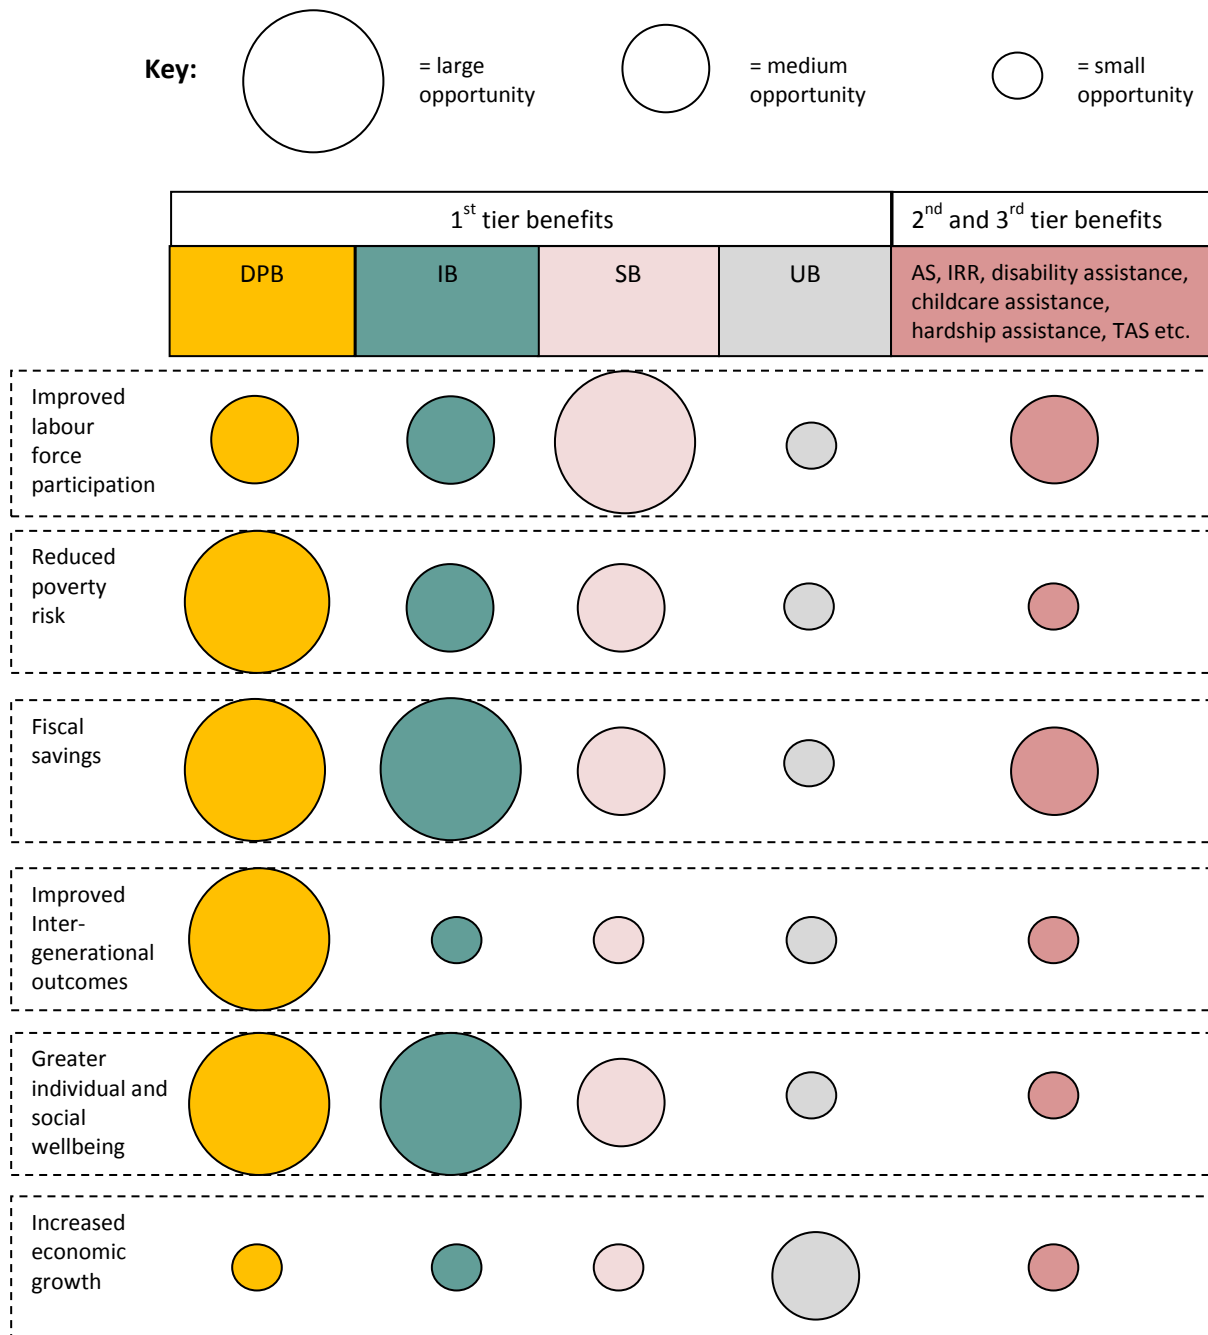 Key:
= large
opportunity
= medium
opportunity
= small
opportunity
1st tier benefits
2nd and 3rd tier benefits
DPB
IB
SB
UB
AS, IRR, disability assistance,
childcare assistance,
hardship assistance, TAS etc.
Improved
labour
force
participation
Reduced
poverty
risk
Fiscal
savings
Improved
Inter-
generational
outcomes
Greater
individual and
social
wellbeing
Increased
economic
growth